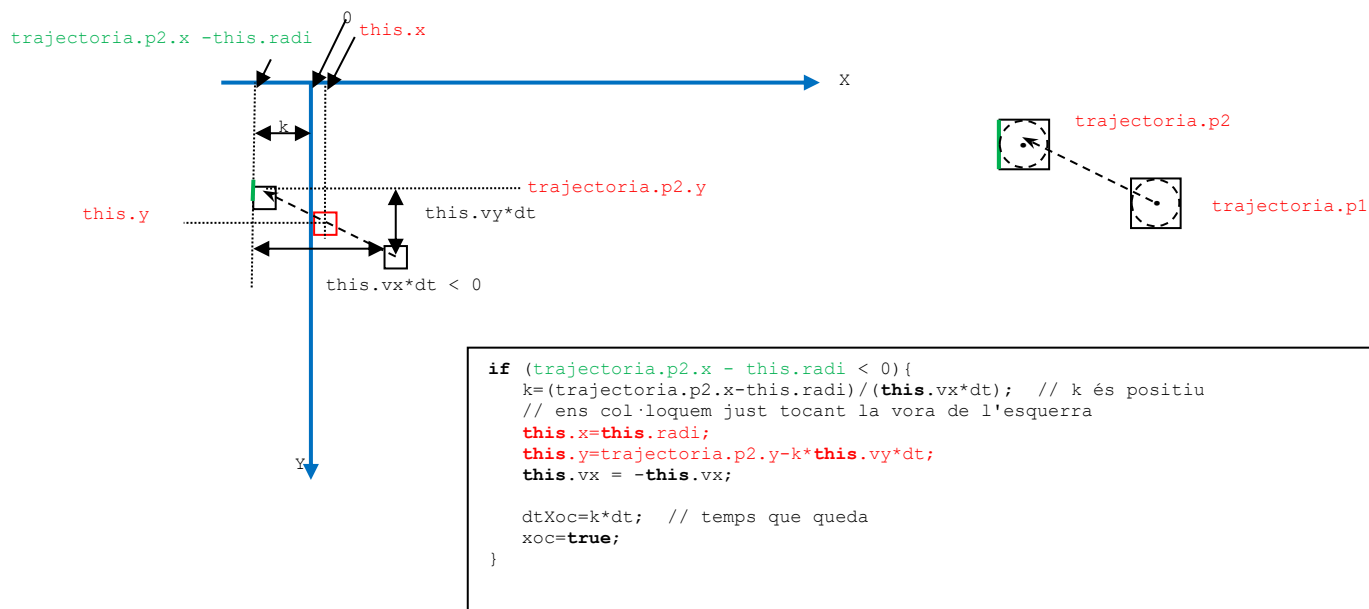 0
trajectoria.p2.x -this.radi
this.x
X
k
trajectoria.p2
trajectoria.p2.y
trajectoria.p1
this.y
this.vy*dt
this.vx*dt < 0
Y
if (trajectoria.p2.x - this.radi < 0){
   k=(trajectoria.p2.x-this.radi)/(this.vx*dt);  // k és positiu
   // ens col·loquem just tocant la vora de l'esquerra
   this.x=this.radi;
   this.y=trajectoria.p2.y-k*this.vy*dt;
   this.vx = -this.vx;
   dtXoc=k*dt;  // temps que queda
   xoc=true;
}